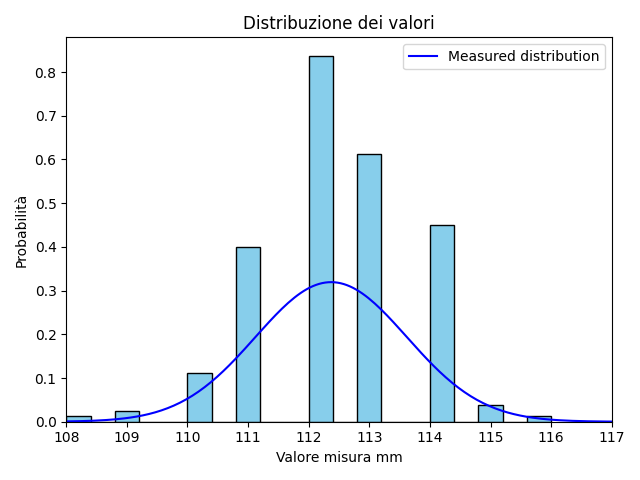 Distribuzione dei valori
Measured distribution
Probabilità
0.8
0.7
0.6
0.5
0.4
0.3
0.2
0.1
0.0
108 109 110 111 112 113 114 115 116 117
Valore misura mm